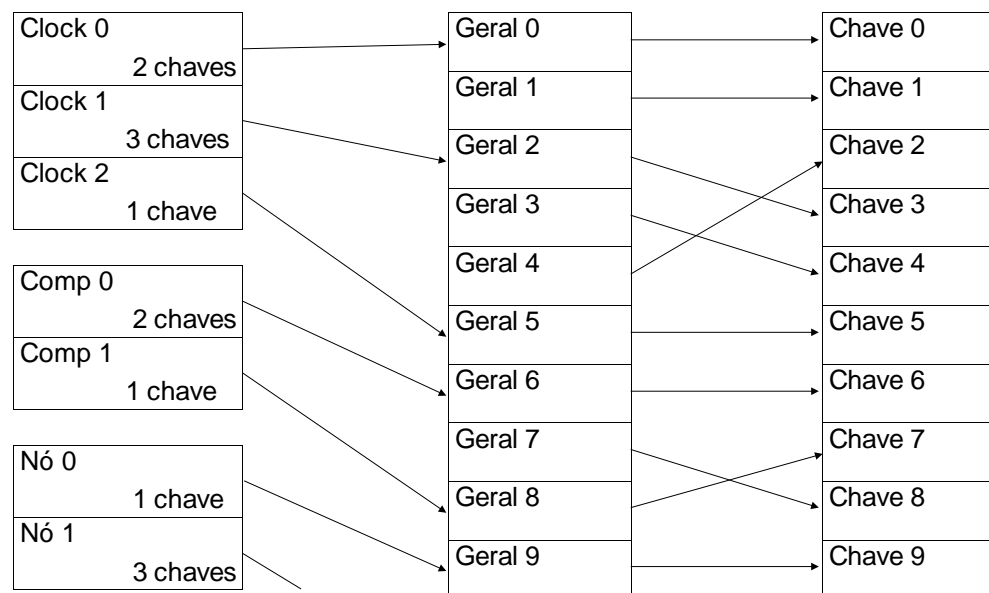 Clock 0
2 chaves
Clock 1
3 chaves
Clock 2
1 chave
Comp 0
2 chaves
Comp 1
1 chave
Nó 0
1 chave
Nó 1
3 chaves
Geral 0
Geral 1
Geral 2
Geral 3
Geral 4
Geral 5
Geral 6
Geral 7
Geral 8
Geral 9
Chave 0
Chave 1
Chave 2
Chave 3
Chave 4
Chave 5
Chave 6
Chave 7
Chave 8
Chave 9